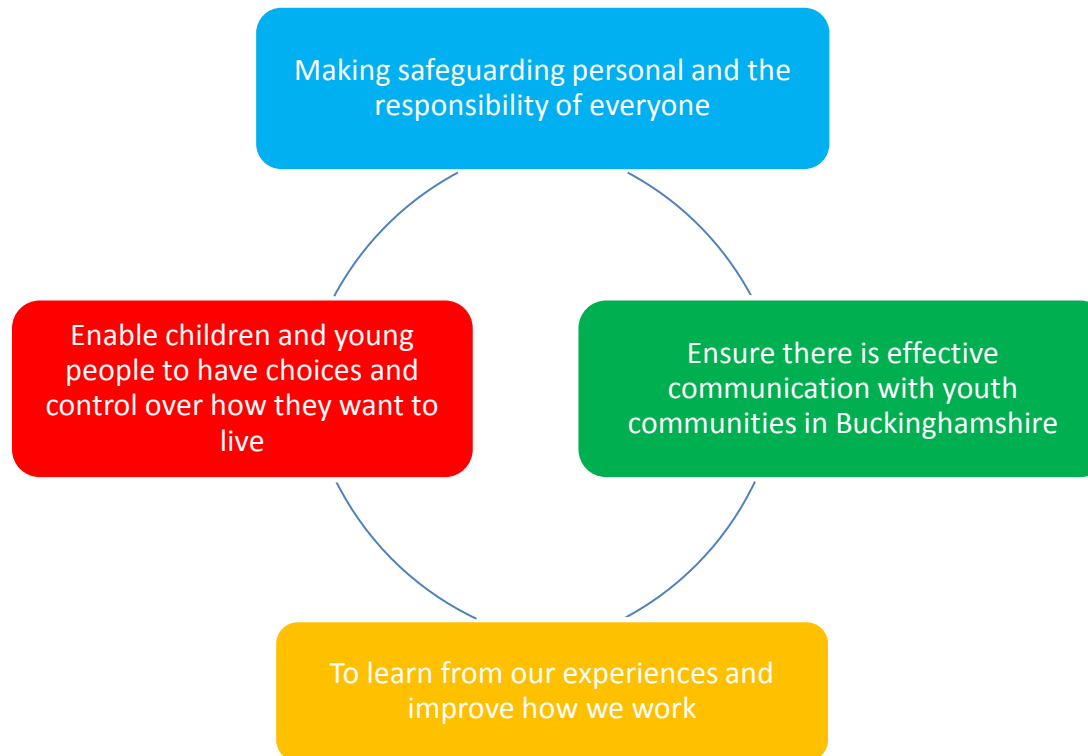 Making safeguarding personal and the
responsibility of everyone
Enable children and young
people to have choices and
control over how they want to
live
Ensure there is effective
communication with youth
communities in Buckinghamshire
To learn from our experiences and
improve how we work